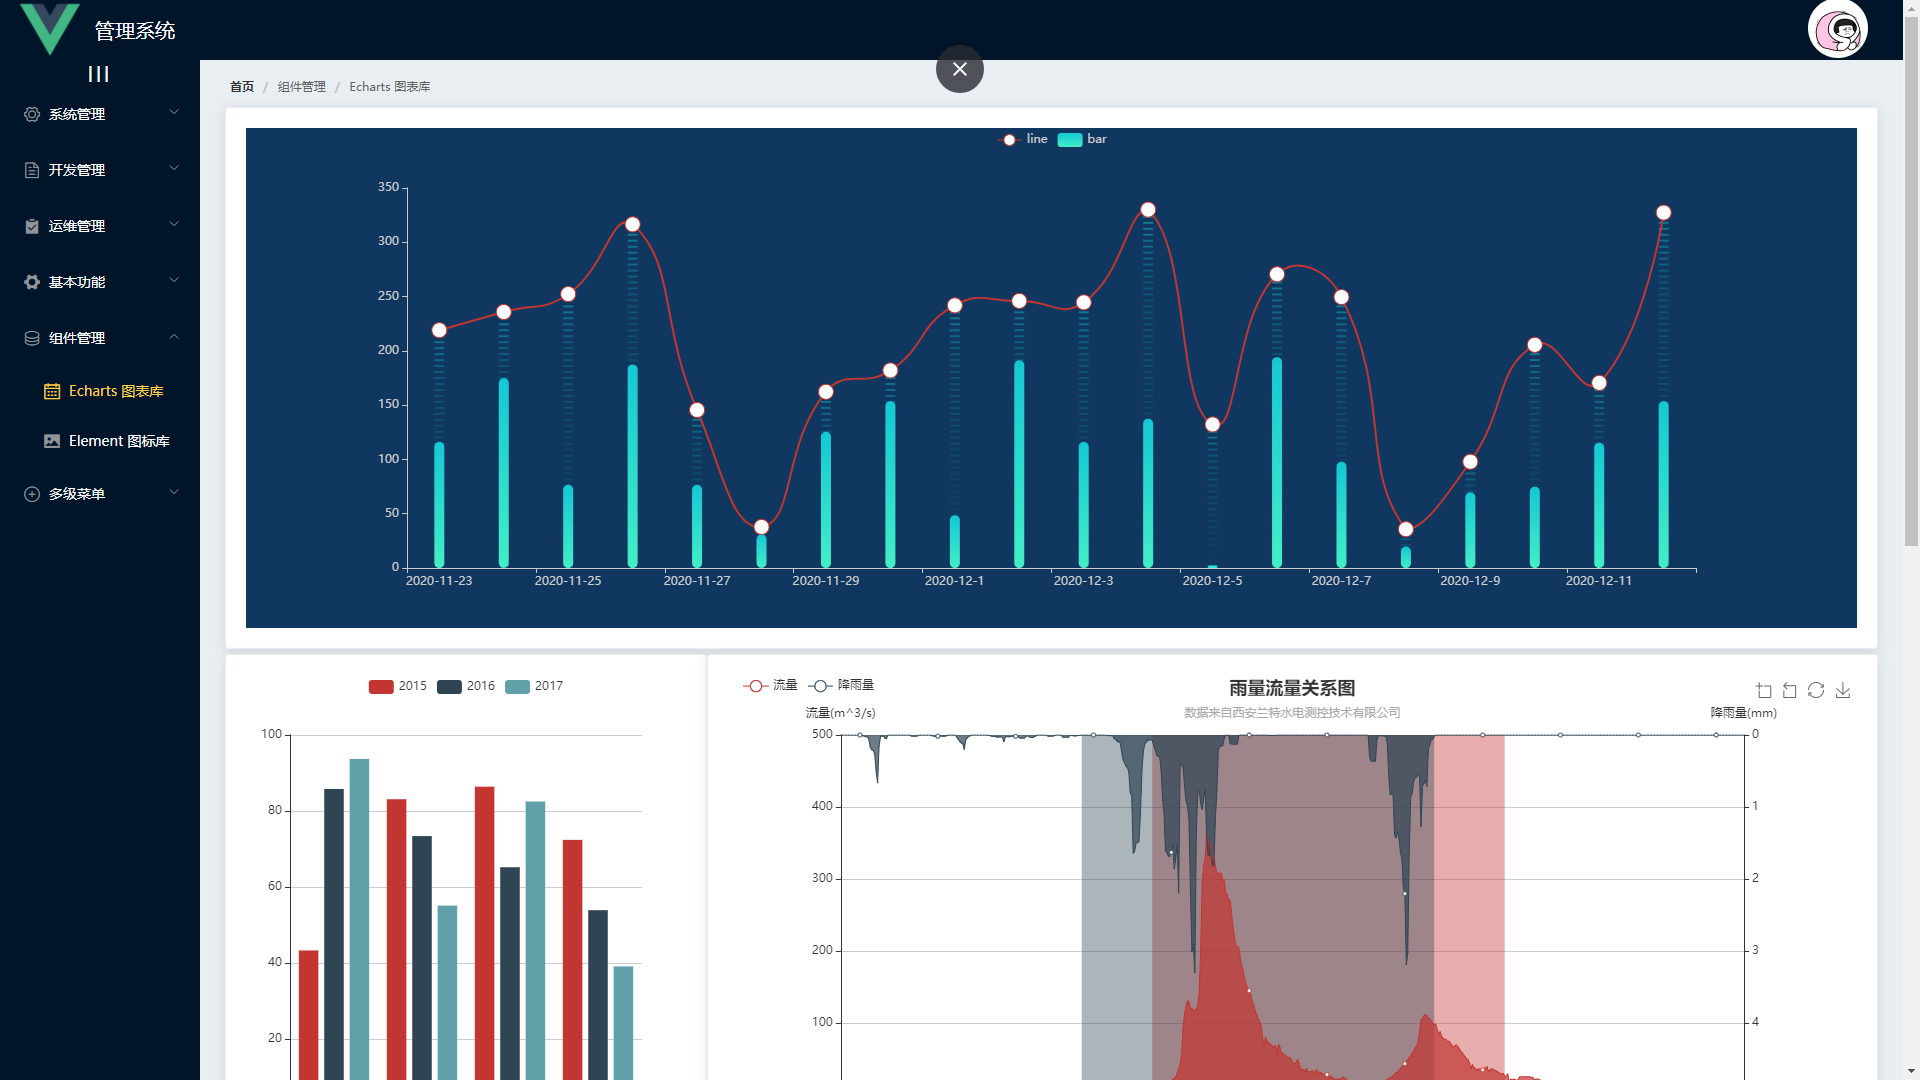 管理系统
系统管理
开发管理
运维管理
基本功能
组件管理
Echarts 图表库
Element 图标库
多级菜单
首页 / 组件管理 / Echarts 图表库
line bar
350
300
250
200
150
100
50
0
2020-11-23 2020-11-25 2020-11-27 2020-11-29 2020-12-1 2020-12-3 2020-12-5 2020-12-7 2020-12-9 2020-12-11
2015 2016 2017
100
80
60
40
20
流量 降雨量
雨量流量关系图
数据来自西安兰特水电测控技术有限公司
流量(m^3/s)
降雨量(mm)
500
400
300
200
100
0
1
2
3
4